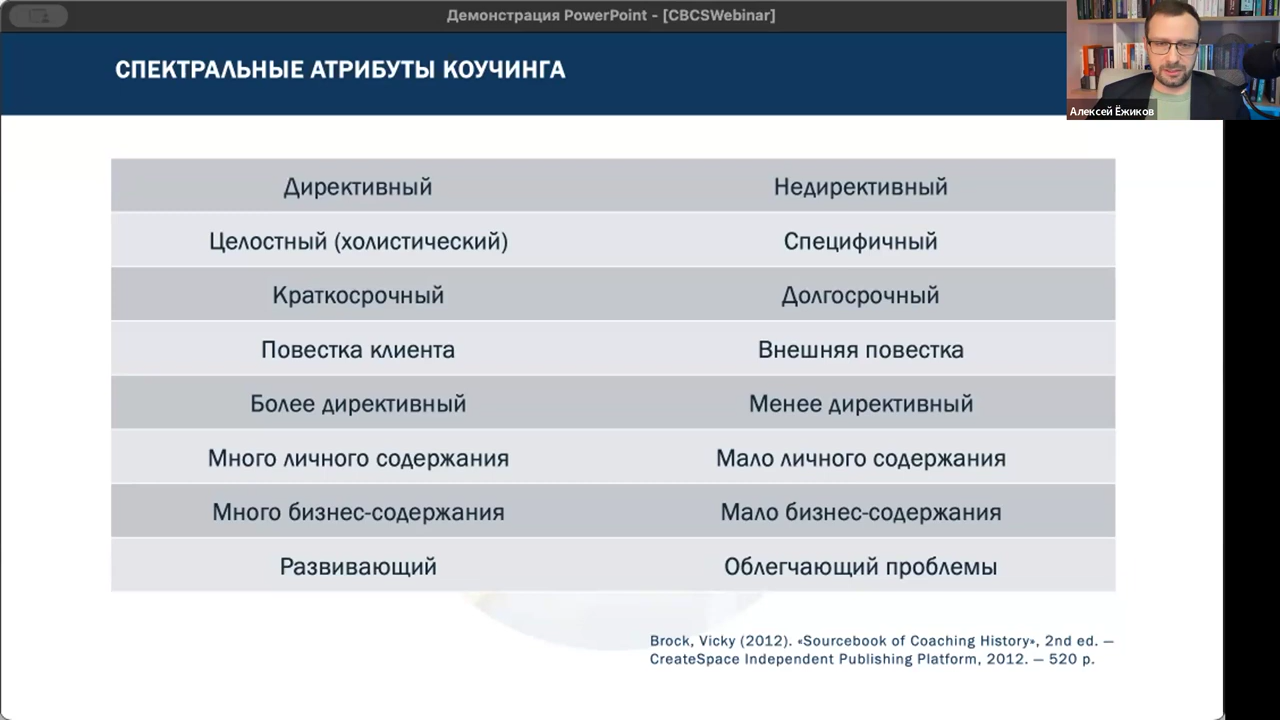 Демонстрация PowerPoint - [CBCSWebinar]
СПЕКТРАЛЬНЫЕ АТРИБУТЫ КОУЧИНГА
Алексей Ёжиков
Директивный Недирективный
Целостный (холистический) Специфичный
Краткосрочный Долгосрочный
Повестка клиента Внешняя повестка
Более директивный Менее директивный
Много личного содержания Мало личного содержания
Много бизнес-содержания Мало бизнес-содержания
Развивающий Облегчающий проблемы
Brock, Vicky (2012). «Sourcebook of Coaching History», 2nd ed. —
CreateSpace Independent Publishing Platform, 2012. — 520 p.